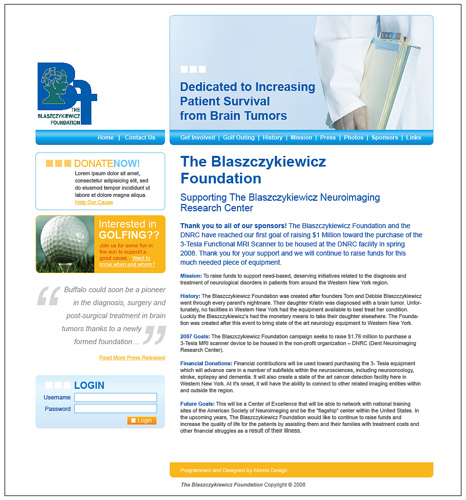 Bf
THE
BLASZCZYKIEWICZ
FOUNDATION
Dedicated to Increasing
Patient Survival
from Brain Tumors
Home | Contact Us
Get Involved | Golf Outing | History | Mission | Press | Photos | Sponsors | Links
DONATENOW!
Lorem ipsum dolor sit amet,
consectetur adipisicing elit, sed
do eiusmod tempor incididunt ut
labore et dolore magna aliqua.
Help Our Cause
Interested in
GOLFING??
Join us for some fun in
the sun to support a
good cause... Want to
know when and where?
“Buffalo could soon be a pioneer
in the diagnosis, surgery and
post-surgical treatment in brain
tumors thanks to a newly
formed foundation…”
Read More Press Releases!
LOGIN
Username
Password
Login
The Blaszczykiewicz
Foundation
Supporting The Blaszczykiewicz Neuroimaging
Research Center
Thank you to all of our sponsors! The Blaszczykiewicz Foundation and the
DNRC have reached our first goal of raising $1 Million toward the purchase of the
3-Tesla Functional MRI Scanner to be housed at the DNRC facility in spring
2008. Thank you for your support and we will continue to raise funds for this
much needed piece of equipment.
Mission: To raise funds to support need-based, deserving initiatives related to the diagnosis and
treatment of neurological disorders in patients from around the Western New York region.
History: The Blaszczykiewicz Foundation was created after founders Tom and Debbie Blaszczykiewicz
went through every parent's nightmare. Their daughter Kristin was diagnosed with a brain tumor. Unfor-
tunately, no facilities in Western New York had the equipment available to best treat her condition.
Luckily the Blaszczykiewicz's had the monetary means to take their daughter elsewhere. The Founda-
tion was created after this event to bring state of the art neurology equipment to Western New York.
2007 Goals: The Blaszczykiewicz Foundation campaign seeks to raise $1.76 million to purchase a
3-Tesla MRI scanner device to be housed in the non-profit organization – DNRC (Dent Neuroimaging
Research Center).
Financial Donations: Financial contributions will be used toward purchasing the 3- Tesla equipment
which will advance care in a number of subfields within the neurosciences, including neurooncology,
stroke, epilepsy and dementia. It will also create a state of the art cancer detection facility here in
Western New York. At it's onset, it will have the ability to connect to other related imaging entities within
and outside the region.
Future Goals: This will be a Center of Excellence that will be able to network with national training
sites of the American Society of Neuroimaging and be the "flagship" center within the United States. In
the upcoming years, The Blaszczykiewicz Foundation would like to continue to raise funds and
increase the quality of life for the patients by assisting them and their families with treatment costs and
other financial struggles as a result of their illness.
Programmed and Designed by Atomic Design
The Blaszczykiewicz Foundation Copyright © 2008